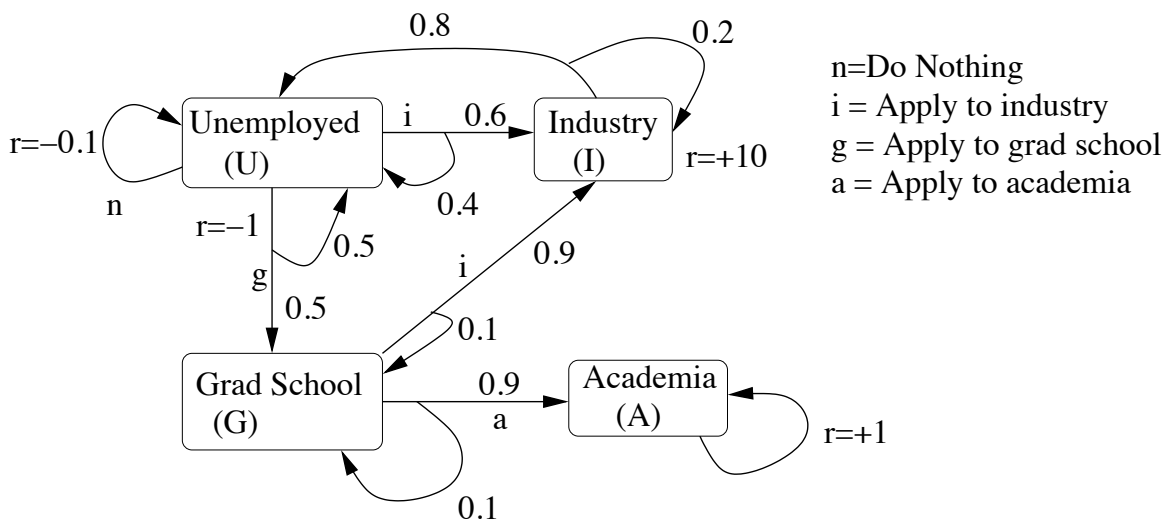 0.8
0.2
n=Do Nothing
i = Apply to industry
g = Apply to grad school
a = Apply to academia
r=−0.1
Unemployed
(U)
i
0.6
Industry
(I)
r=+10
n
0.4
r=−1
0.5
g
0.5
i
0.9
0.1
Grad School
(G)
0.9
a
Academia
(A)
r=+1
0.1